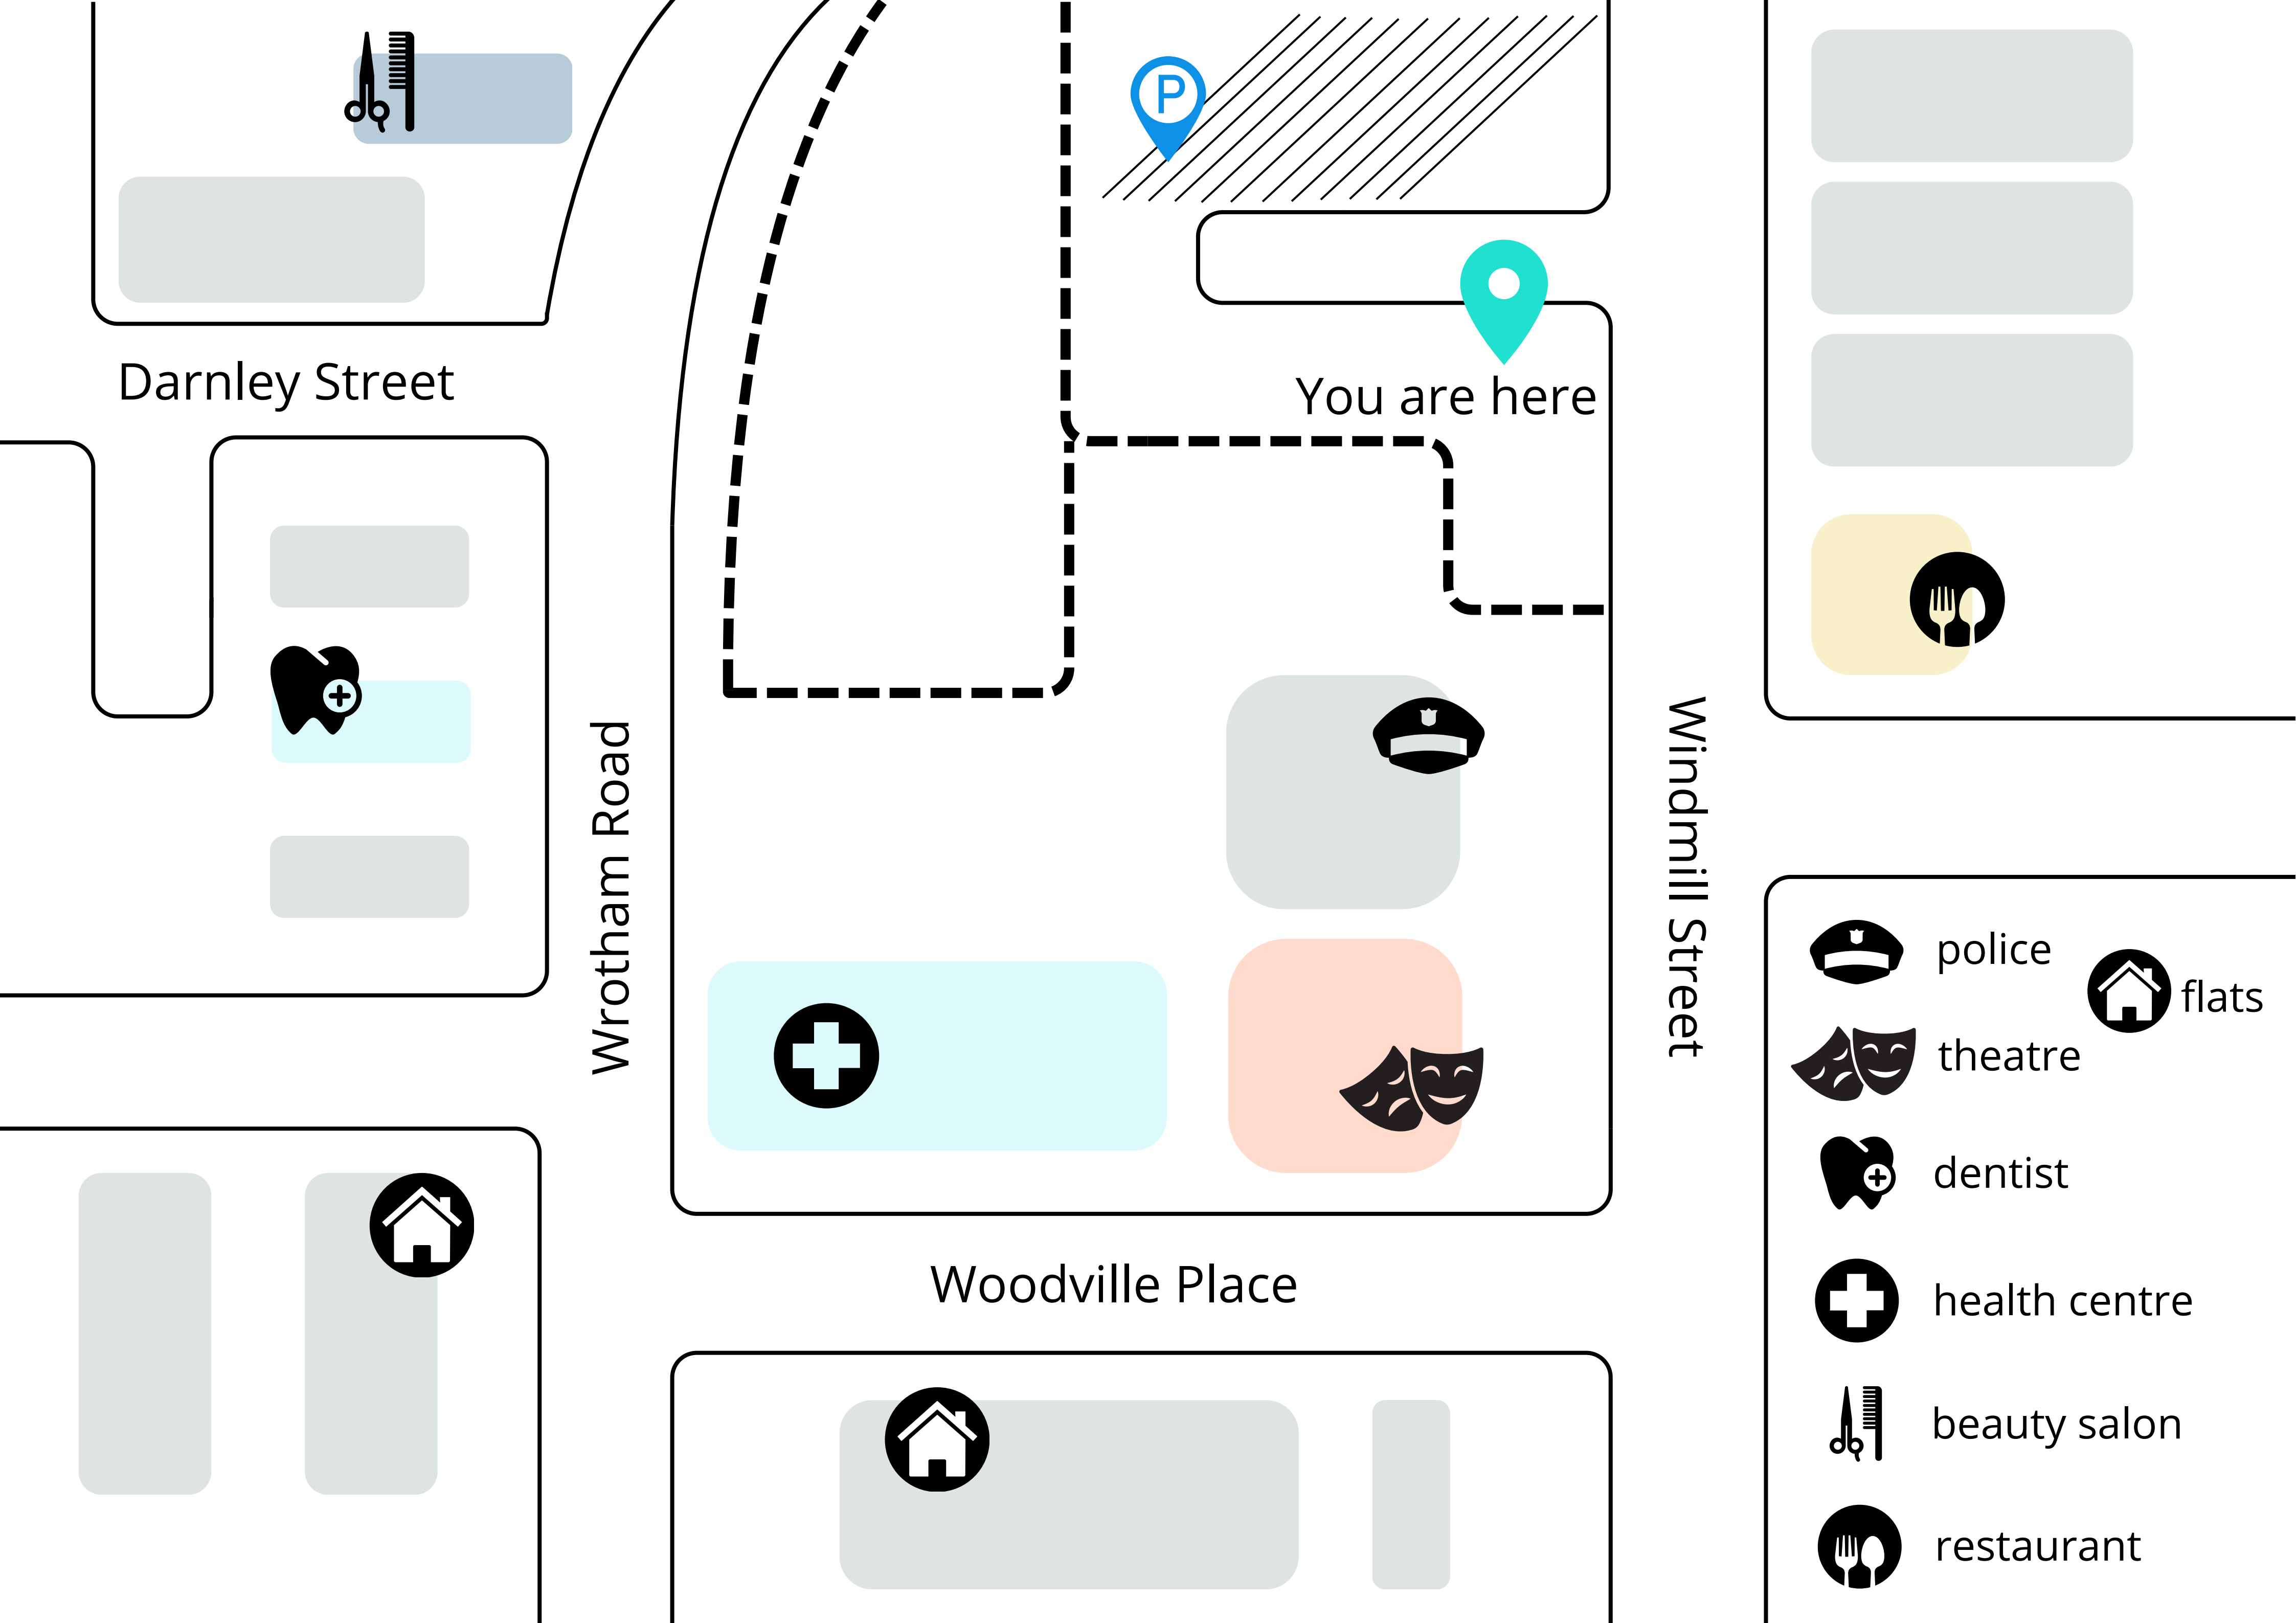 P
Darnley Street
You are here
Wrotham Road
Windmill Street
police
flats
theatre
dentist
Woodville Place
health centre
beauty salon
restaurant